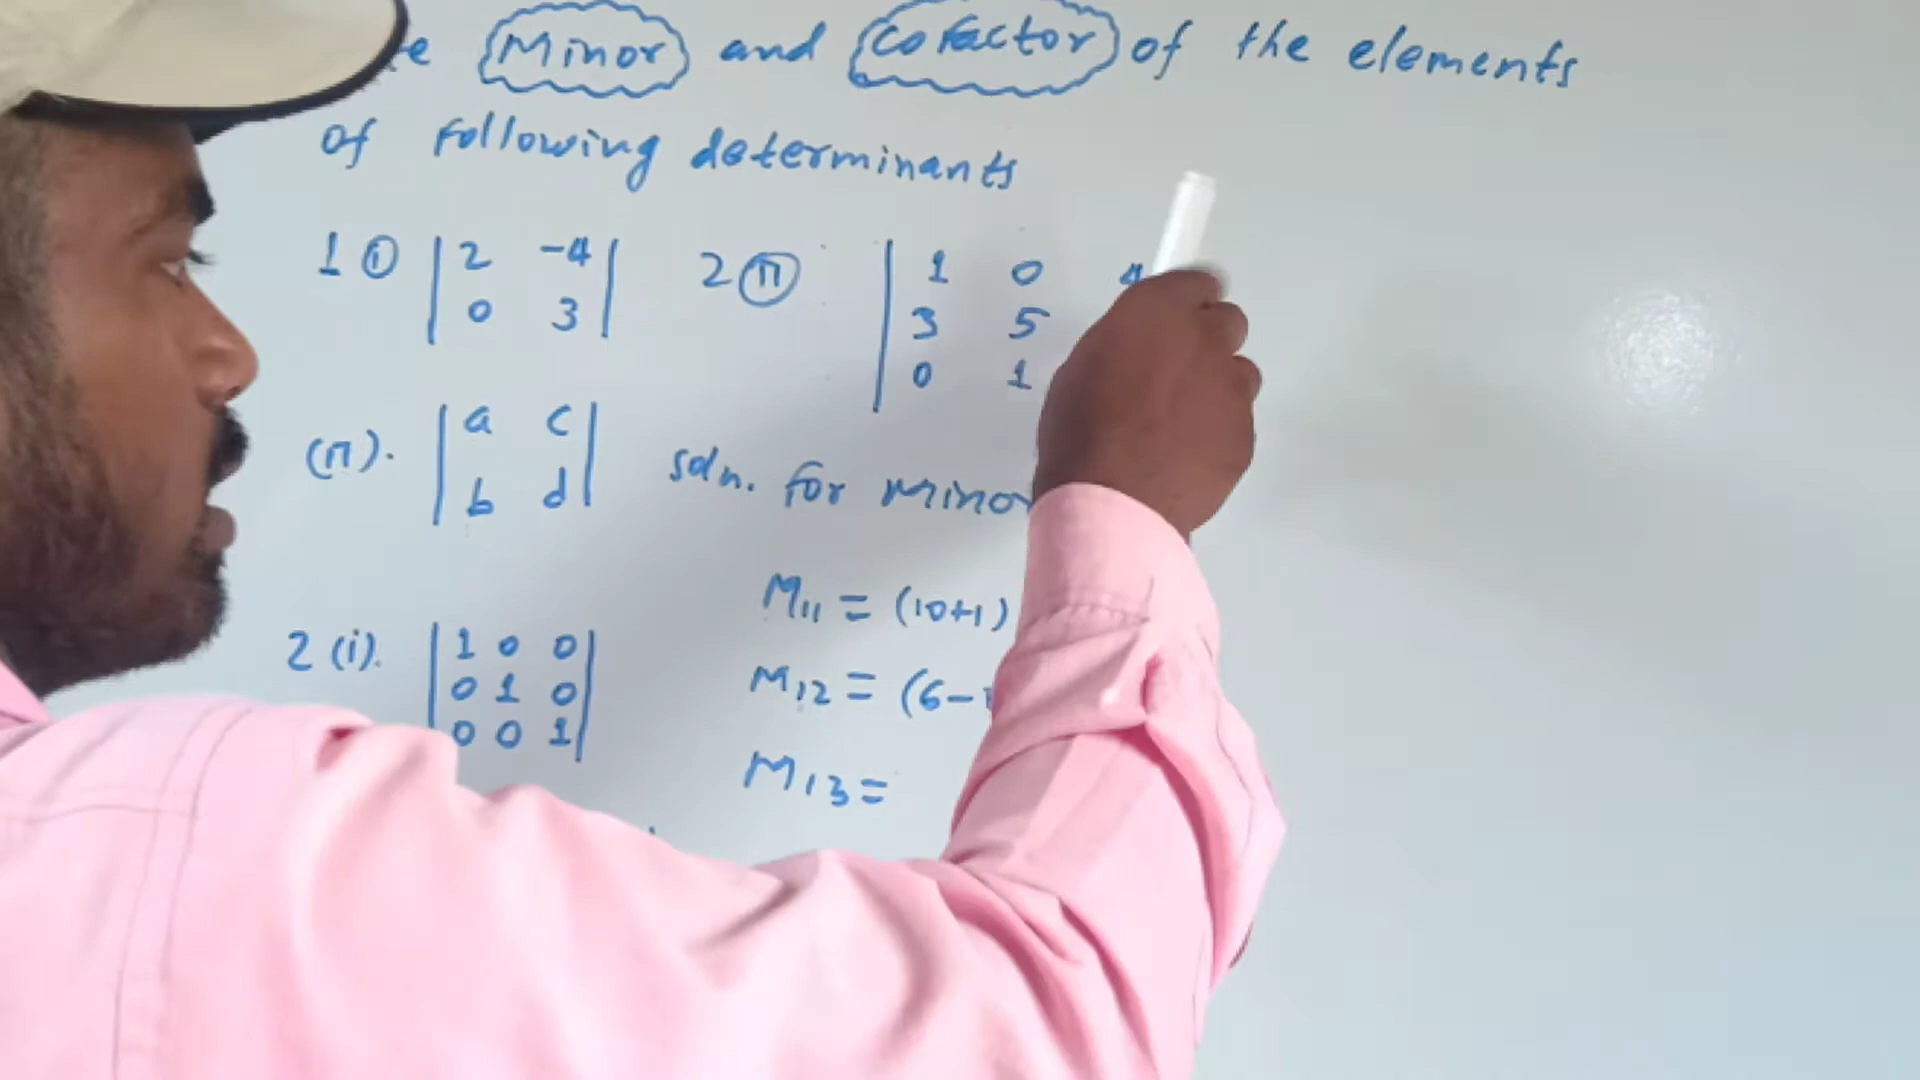 Minor and cofactor of the elements
of following determinants
1 (i) | 2 -4 |
| 0 3 |
2 (ii) | 1 0 4
3 5
0 1
(ii). | a c |
| b d |
soln. for minor
M11 = (10+1)
M12 = (6-
M13 =
2 (i). | 1 0 0 |
| 0 1 0 |
| 0 0 1 |